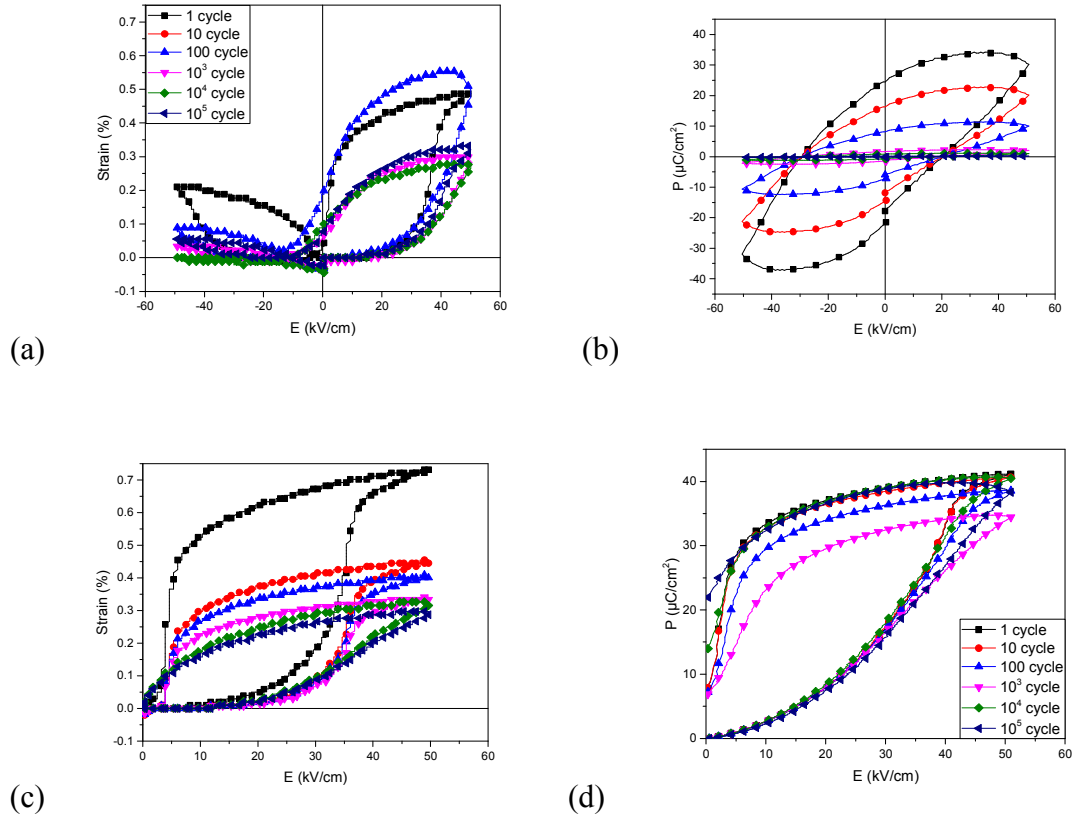 0.7
0.6
0.5
0.4
0.3
0.2
0.1
0.0
-0.1
Strain (%)
1 cycle
10 cycle
100 cycle
10³ cycle
10⁴ cycle
10⁵ cycle
-60 -40 -20 0 20 40 60
E (kV/cm)
(a)
40
30
20
10
0
-10
-20
-30
-40
P (µC/cm²)
-60 -40 -20 0 20 40 60
E (kV/cm)
(b)
0.7
0.6
0.5
0.4
0.3
0.2
0.1
0.0
-0.1
Strain (%)
0 10 20 30 40 50 60
E (kV/cm)
(c)
40
30
20
10
0
P (µC/cm²)
1 cycle
10 cycle
100 cycle
10³ cycle
10⁴ cycle
10⁵ cycle
0 10 20 30 40 50 60
E (kV/cm)
(d)